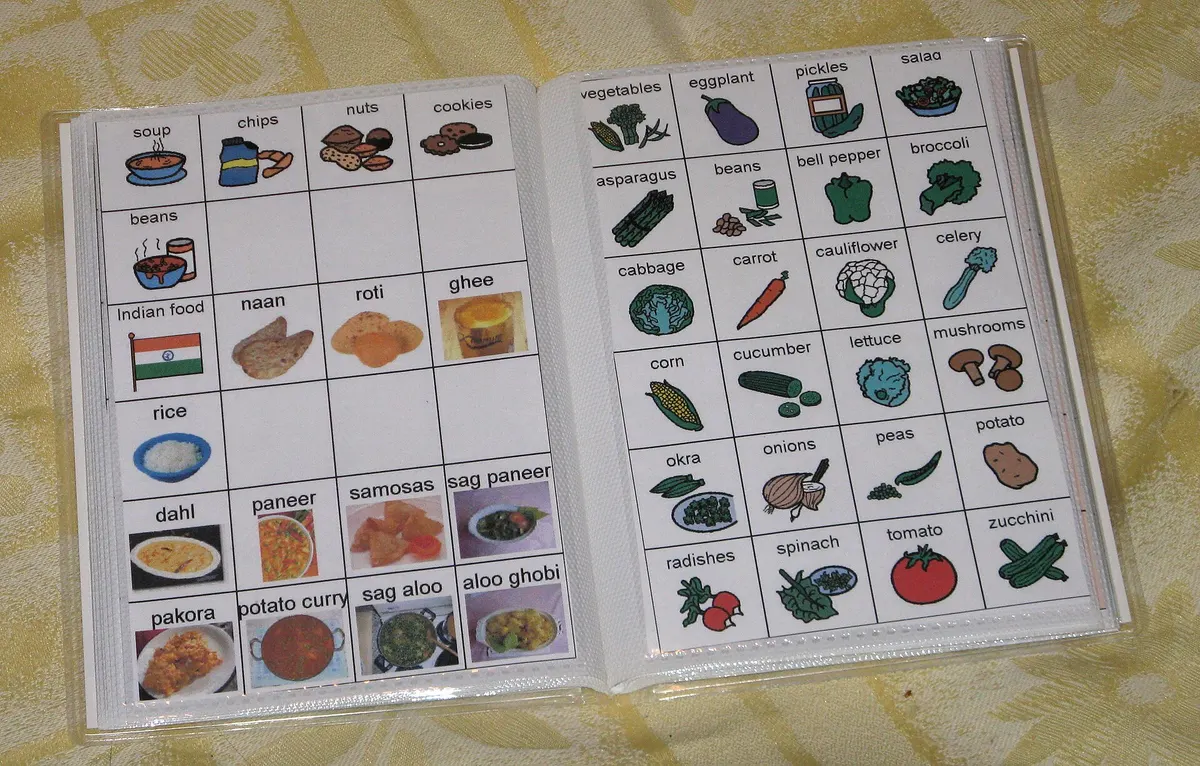 soup
chips
nuts
cookies
beans
Indian food
naan
roti
ghee
rice
dahl
paneer
samosas
sag paneer
pakora
potato curry
sag aloo
aloo ghobi
vegetables
eggplant
pickles
salad
asparagus
beans
bell pepper
broccoli
cabbage
carrot
cauliflower
celery
corn
cucumber
lettuce
mushrooms
okra
onions
peas
potato
radishes
spinach
tomato
zucchini